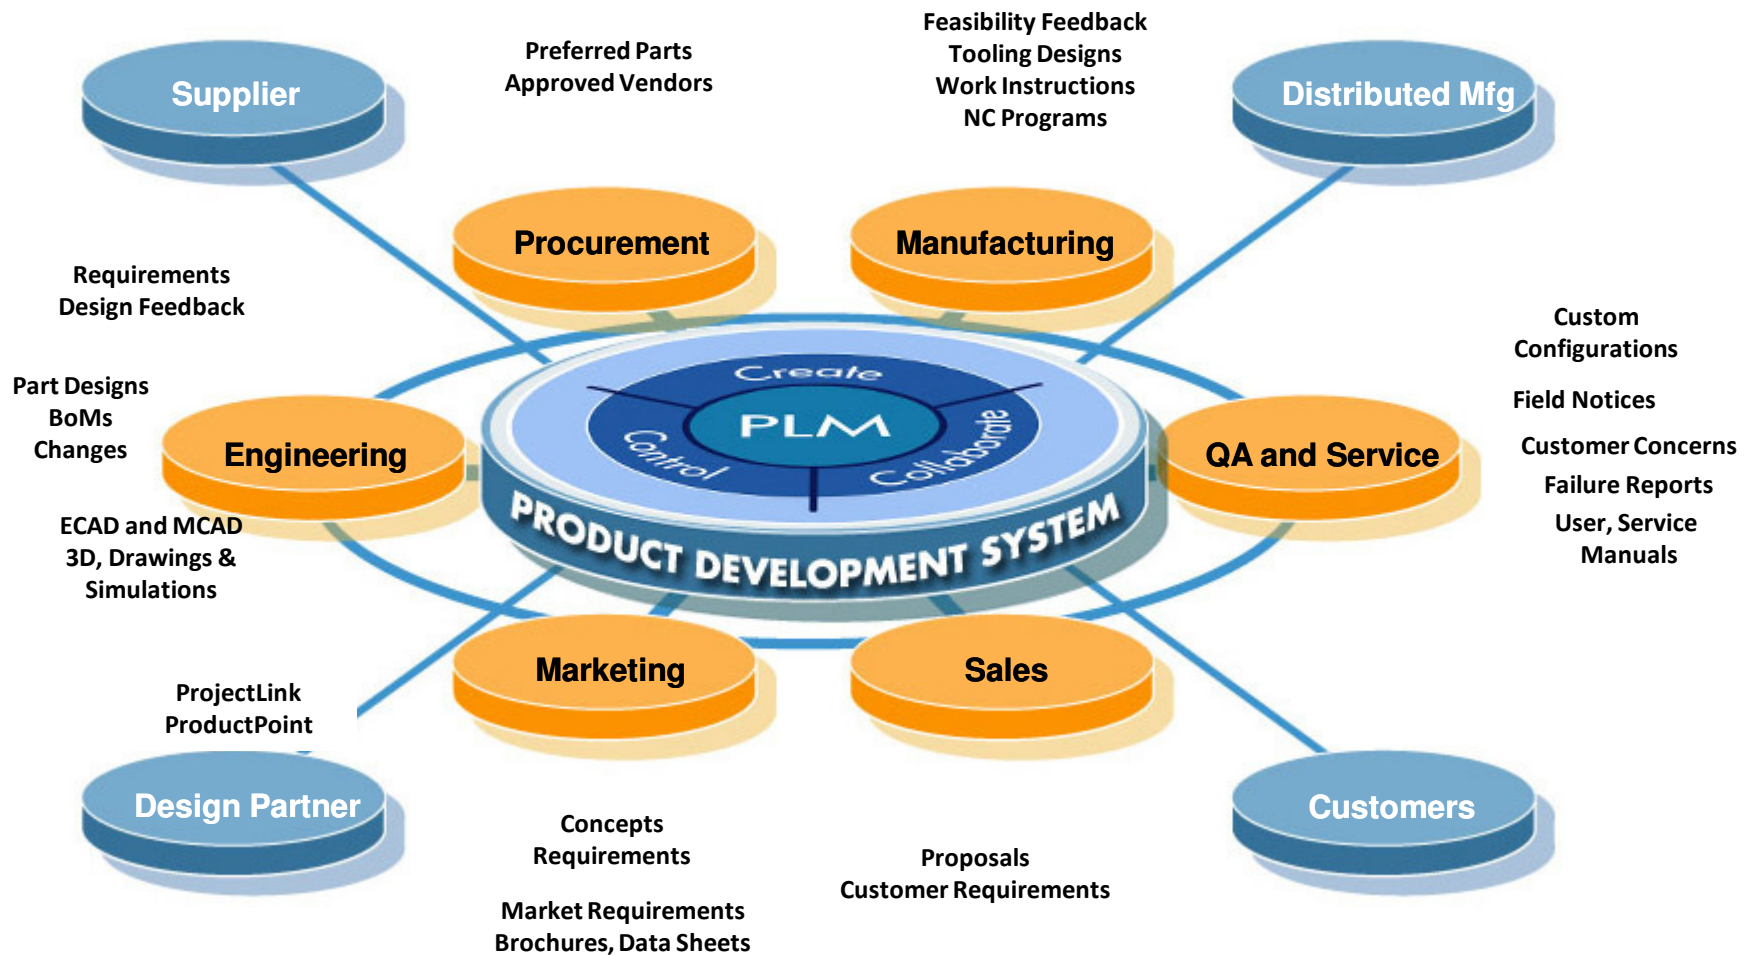 Feasibility Feedback
Tooling Designs
Work Instructions
NC Programs
Preferred Parts
Approved Vendors
Supplier
Distributed Mfg
Procurement
Manufacturing
Requirements
Design Feedback
Custom
Configurations
Part Designs
BoMs
Changes
Create
PLM
Control
Collaborate
Field Notices
Engineering
QA and Service
Customer Concerns
Failure Reports
ECAD and MCAD
3D, Drawings &
Simulations
PRODUCT DEVELOPMENT SYSTEM
User, Service
Manuals
Marketing
Sales
ProjectLink
ProductPoint
Design Partner
Customers
Concepts
Requirements
Proposals
Customer Requirements
Market Requirements
Brochures, Data Sheets